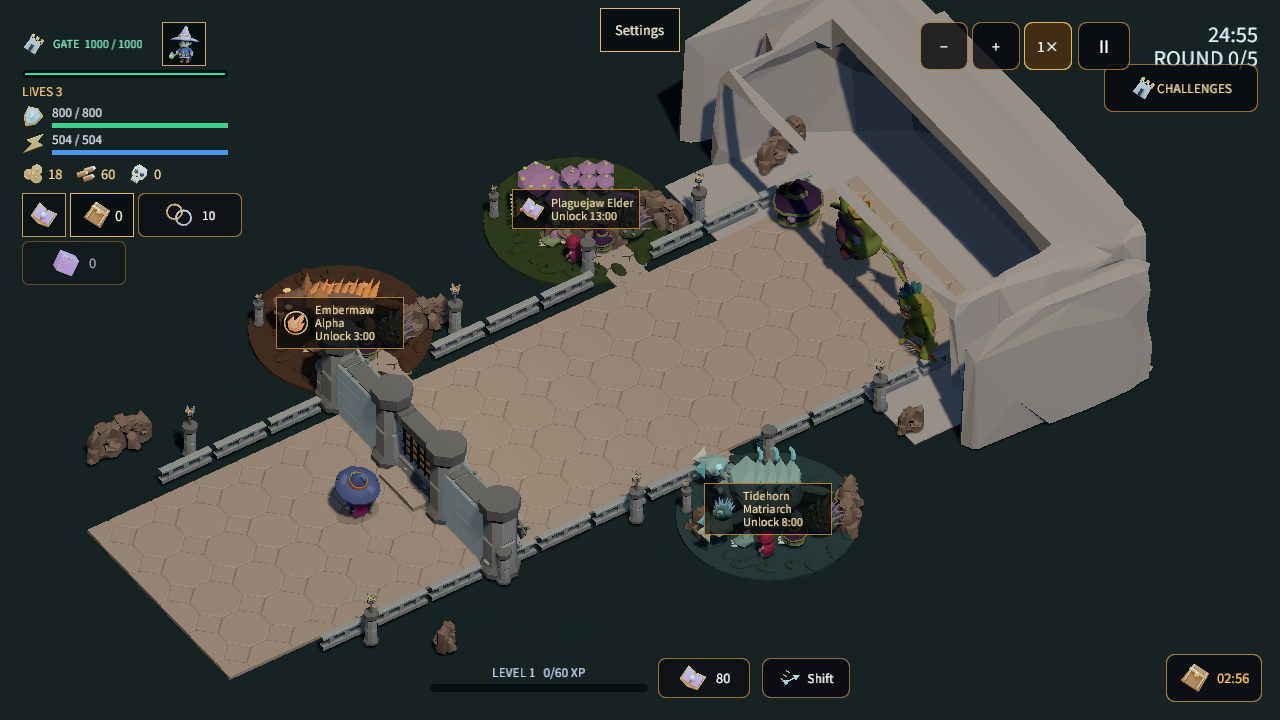 GATE 1000 / 1000
LIVES 3
800 / 800
504 / 504
18 60 0
0 10
0
Settings
− + 1×
24:55
ROUND 0/5
CHALLENGES
Plaguejaw Elder
Unlock 13:00
Embermaw
Alpha
Unlock 3:00
Tidehorn
Matriarch
Unlock 8:00
LEVEL 1 0/60 XP
80
Shift
02:56